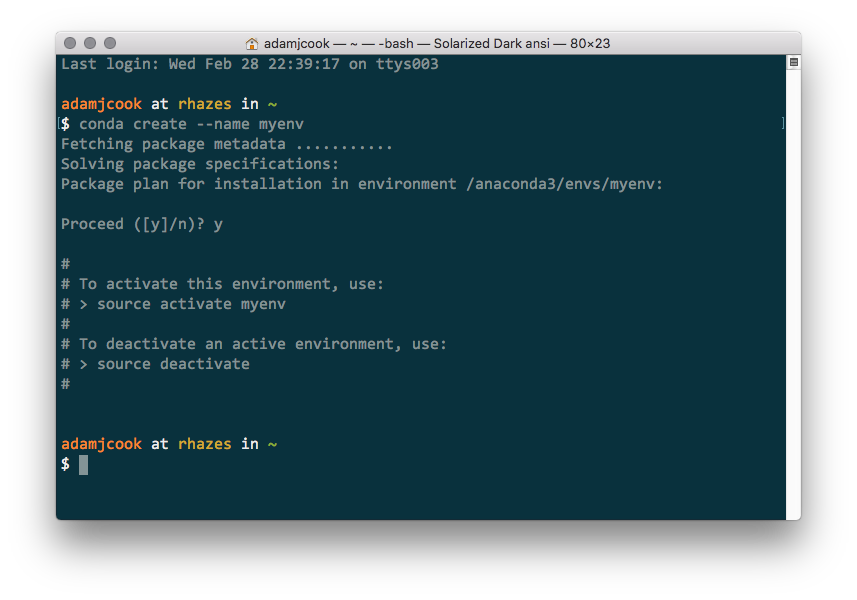 adamjcook — ~ — -bash — Solarized Dark ansi — 80×23
Last login: Wed Feb 28 22:39:17 on ttys003
adamjcook at rhazes in ~
$ conda create --name myenv
Fetching package metadata ...........
Solving package specifications:
Package plan for installation in environment /anaconda3/envs/myenv:
Proceed ([y]/n)? y
#
# To activate this environment, use:
# > source activate myenv
#
# To deactivate an active environment, use:
# > source deactivate
#
adamjcook at rhazes in ~
$